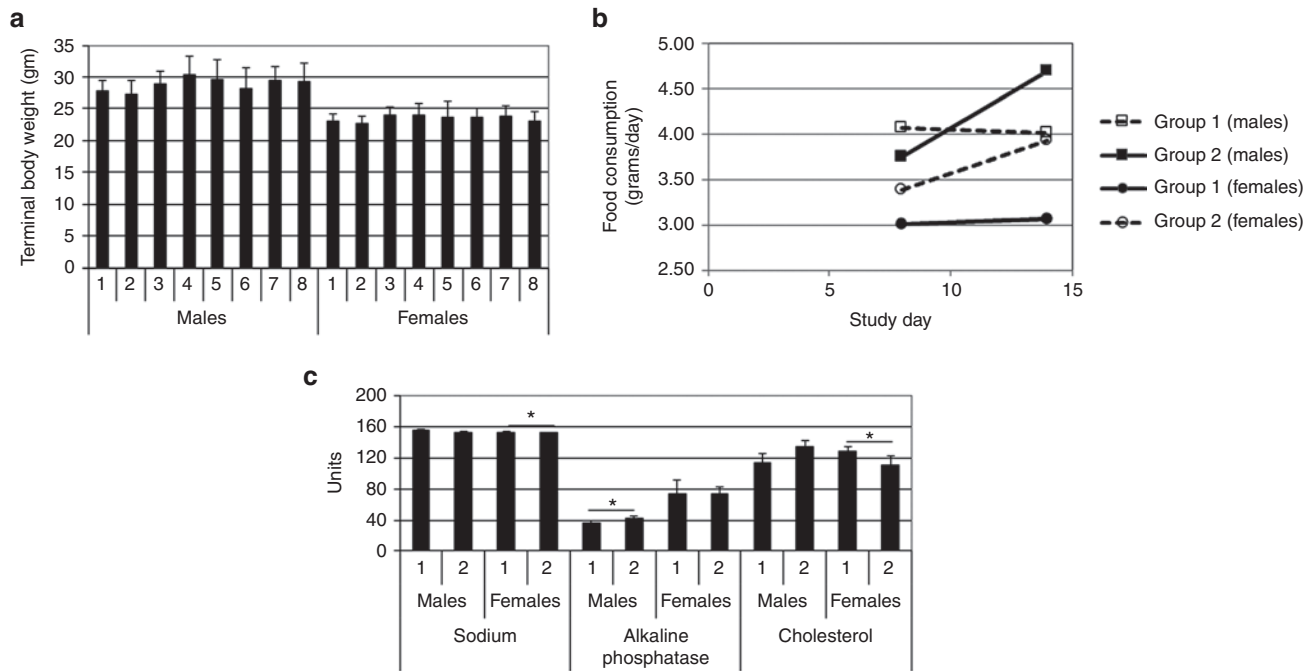 a
Terminal body weight (gm)
35
30
25
20
15
10
5
0
1 2 3 4 5 6 7 8 1 2 3 4 5 6 7 8
Males Females
b
Food consumption
(grams/day)
5.00
4.50
4.00
3.50
3.00
2.50
0 5 10 15
Study day
Group 1 (males)
Group 2 (males)
Group 1 (females)
Group 2 (females)
c
Units
200
160
120
80
40
0
* * *
1 2 1 2 1 2 1 2 1 2 1 2
Males Females Males Females Males Females
Sodium Alkaline Cholesterol
phosphatase